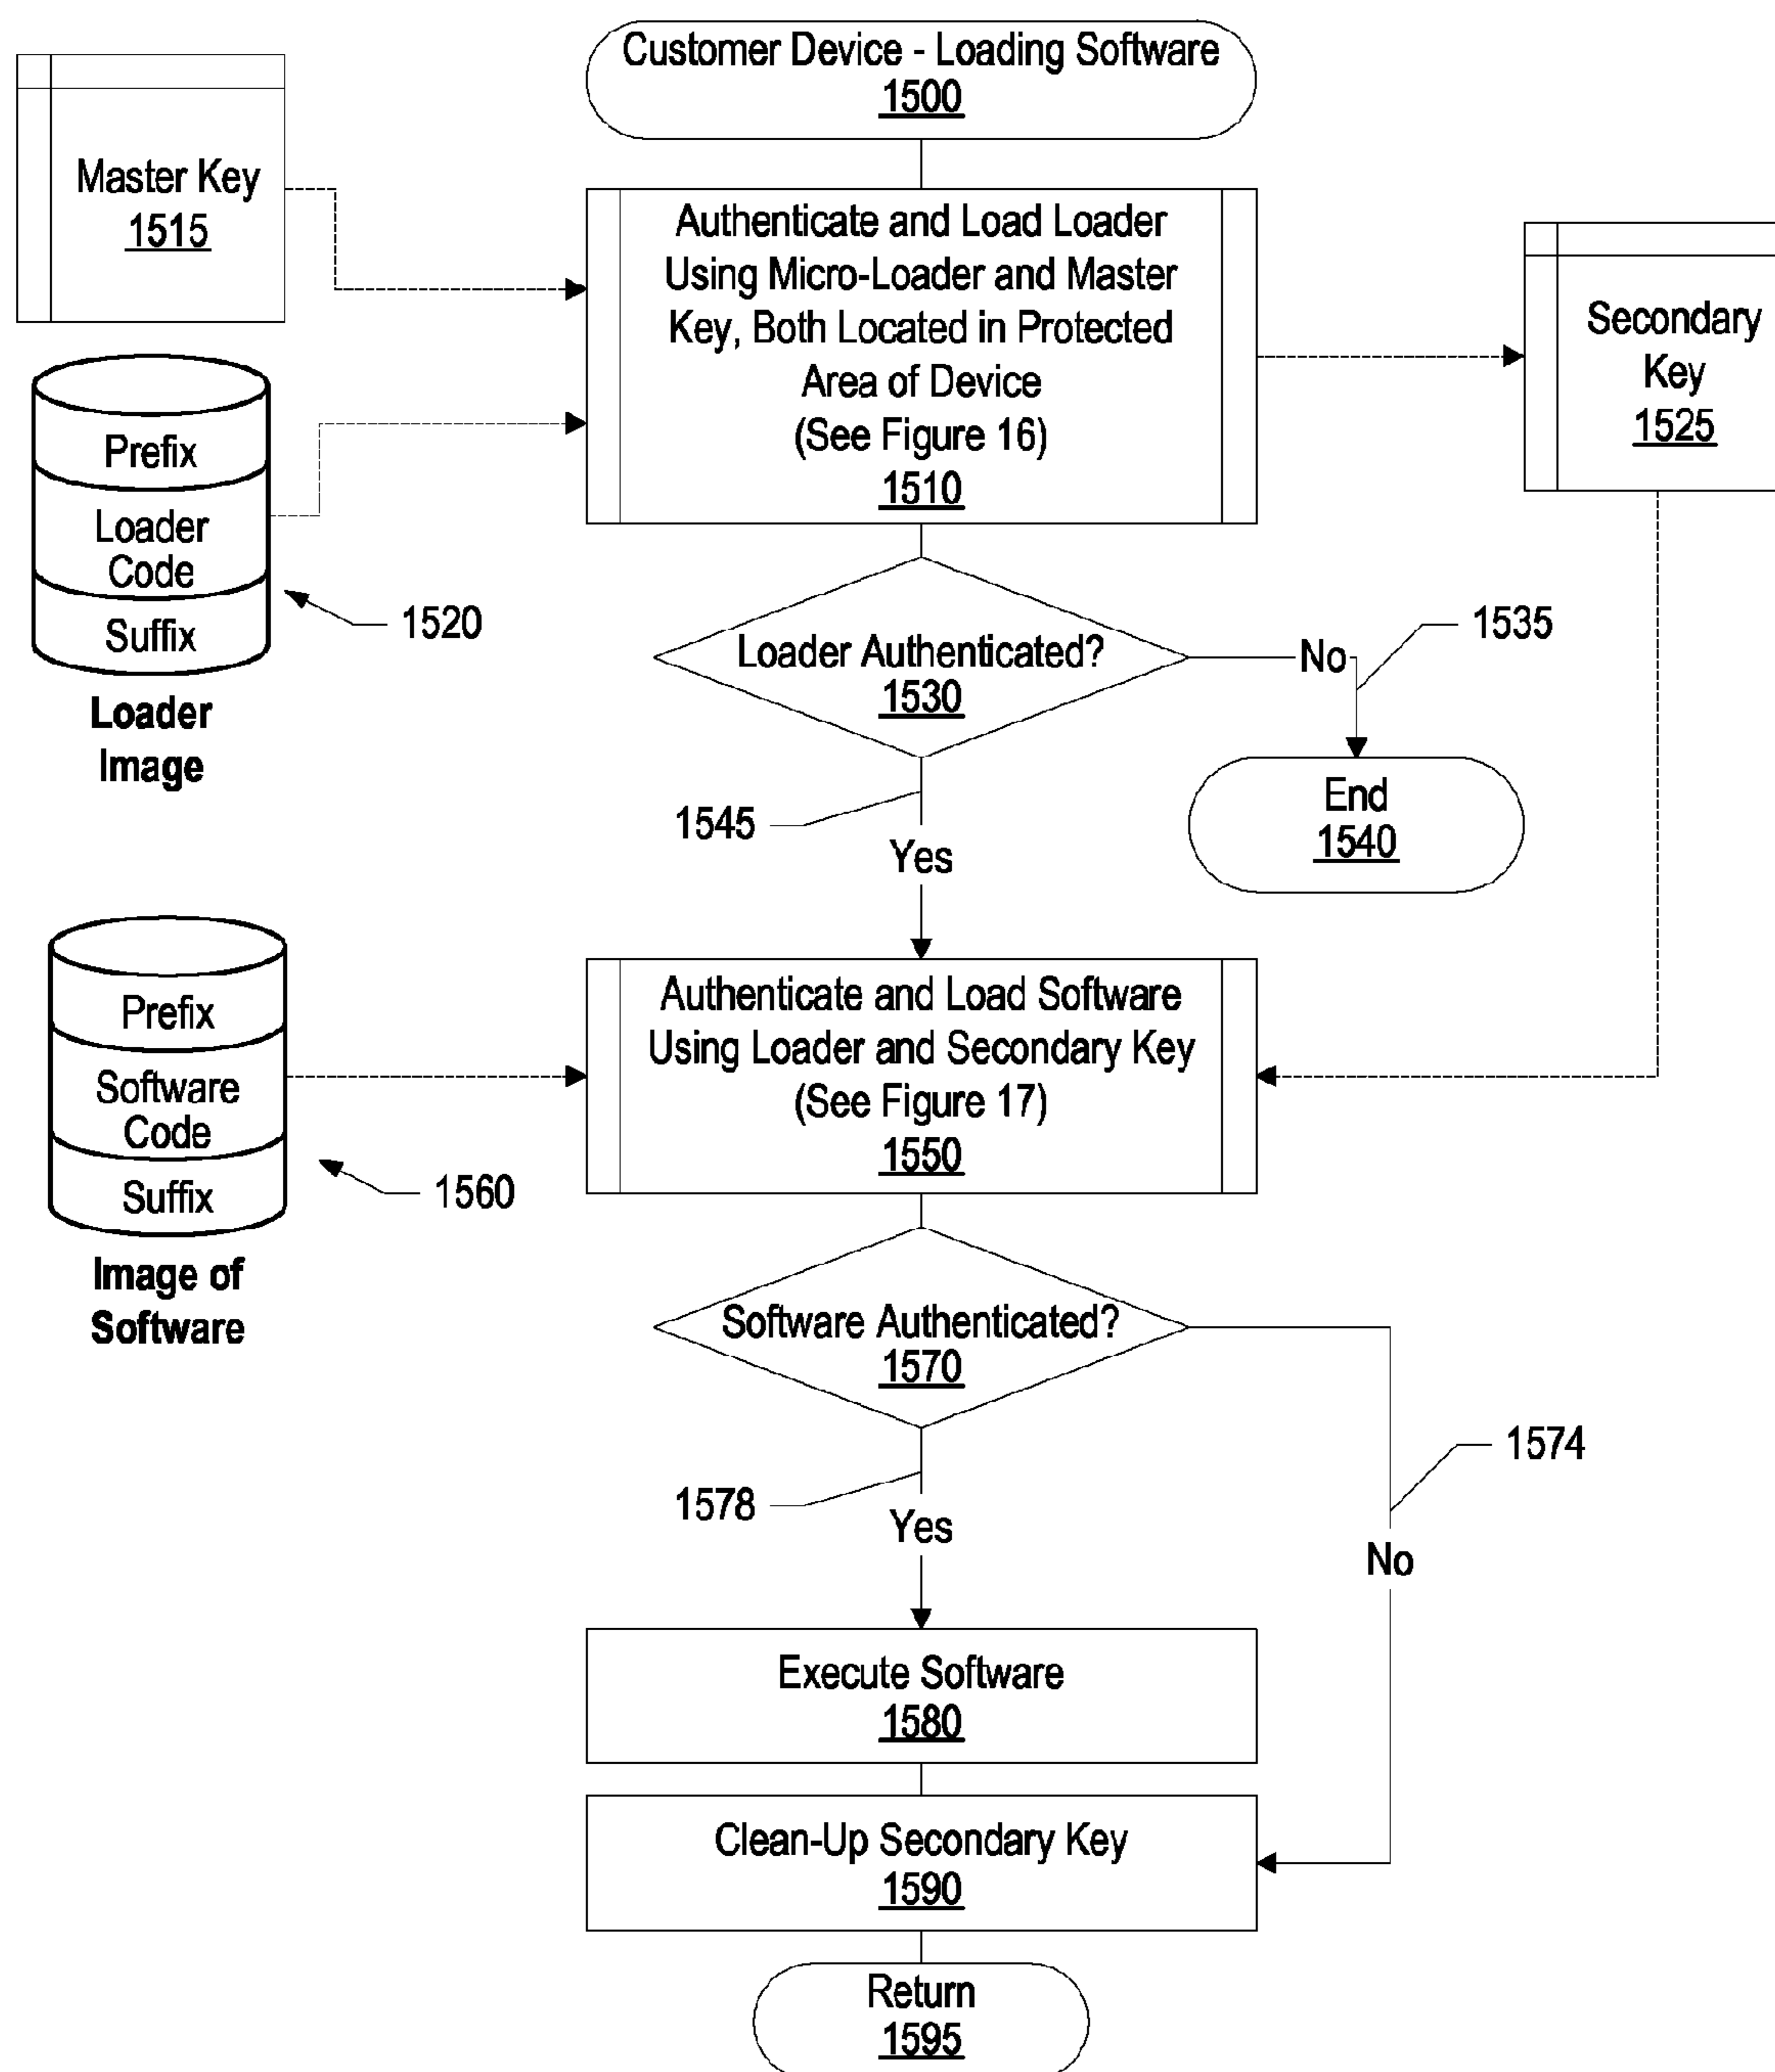 Customer Device - Loading Software
1500
Master Key
1515
Authenticate and Load Loader
Using Micro-Loader and Master
Key, Both Located in Protected
Area of Device
(See Figure 16)
1510
Secondary
Key
1525
Prefix
Loader
Code
Suffix
1520
Loader
Image
Loader Authenticated?
1530
No
1535
End
1540
1545
Yes
Prefix
Software
Code
Suffix
1560
Image of
Software
Authenticate and Load Software
Using Loader and Secondary Key
(See Figure 17)
1550
Software Authenticated?
1570
1574
No
1578
Yes
Execute Software
1580
Clean-Up Secondary Key
1590
Return
1595